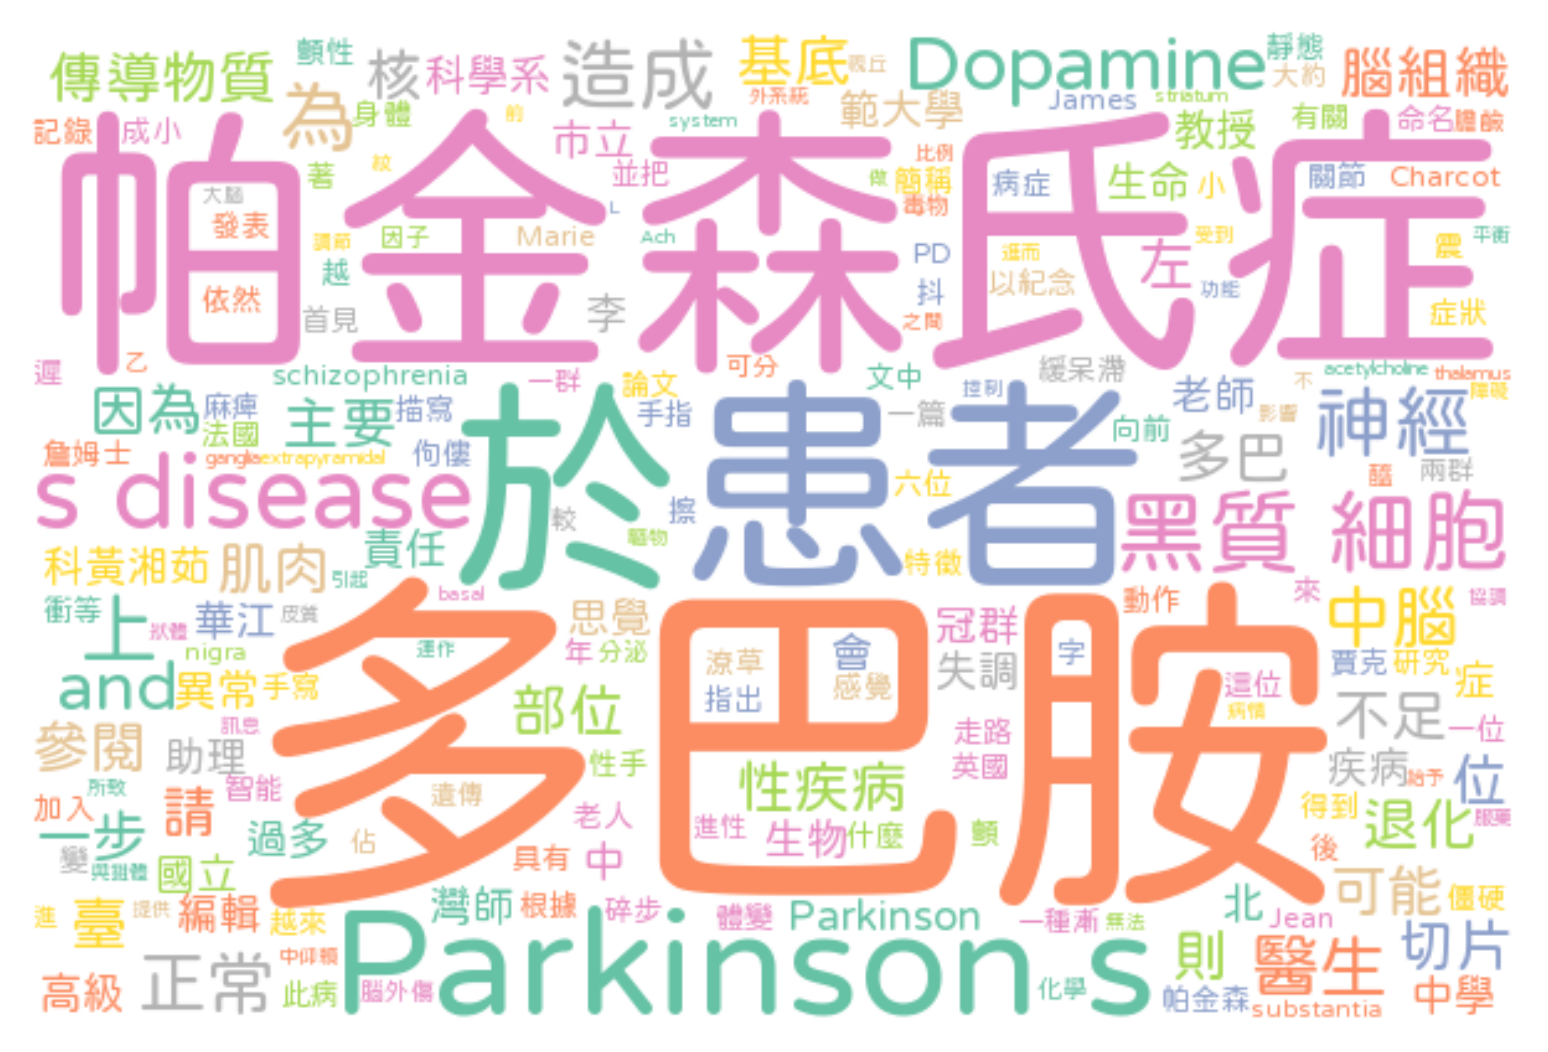 傳導物質
顫性
核
科學系
造成
基底
Dopamine
靜態
大約
腦組織
為
身體
外系統
範大學
James
striatum
教授
有關
命名
記錄
成小
前
市立
system
帕金森氏症
著
紋
並把
比例
做
簡稱
毒物
病症
生命
小
關節
Charcot
大腦
發表
調節
因子
Marie
L
Ach
PD
進而
左
受到
震
平衡
越
依然
首見
李
抖
以紀念
功能
之間
症狀
遲
乙
schizophrenia
一群
論文
可分
文中
控制
緩呆滯
老師
影響
不
acetylcholine
thalamus
障礙
因為
麻痺
法國
主要
描寫
手指
於
患者
一篇
向前
多巴
神經
詹姆士
ganglia
extrapyramidal
佝僂
六位
兩群
s disease
較
擦
黑質
細胞
科黃湘茹
肌肉
引起
責任
驅物
特徵
衝等
上
狀體
華江
皮質
basal
思覺
冠群
動作
來
中腦
協調
nigra
運作
年
分泌
潦草
會
失調
字
賈克
研究
and
異常
手寫
部位
指出
感覺
這位
病情
不足
症
一位
參閱
訊息
助理
多巴胺
性手
走路
英國
疾病
給予
位
所致
智能
遺傳
性疾病
加入
一步
請
老人
進性
生物
什麼
顫
得到
退化
服藥
變
過多
佔
具有
中
後
國立
可能
僵硬
進
臺
提供
編輯
越來
灣師
根據
碎步
體變
Parkinson
一種漸
無法
北
Jean
切片
高級
正常
中仰賴
此病
腦外傷
Parkinson s
化學
則
帕金森
醫生
substantia
中學